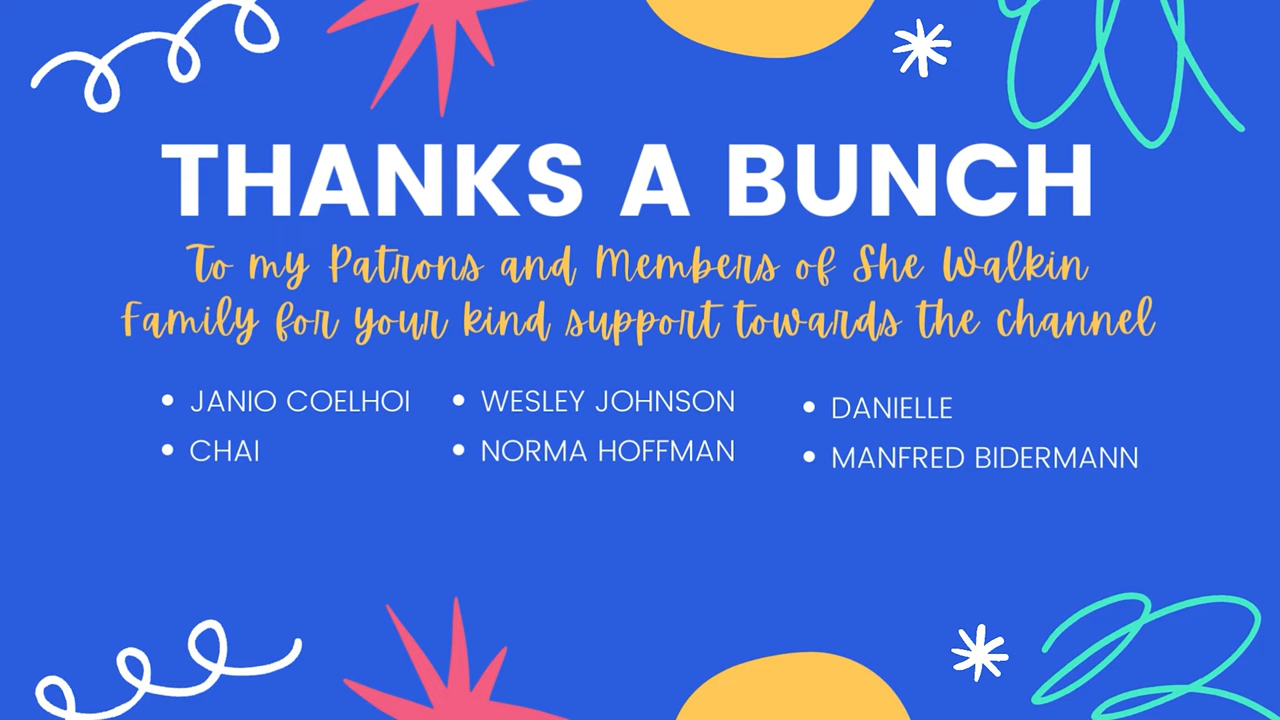 THANKS A BUNCH
To my Patrons and Members of She Walkin
Family for your kind support towards the channel
• JANIO COELHOI
• CHAI
• WESLEY JOHNSON
• NORMA HOFFMAN
• DANIELLE
• MANFRED BIDERMANN